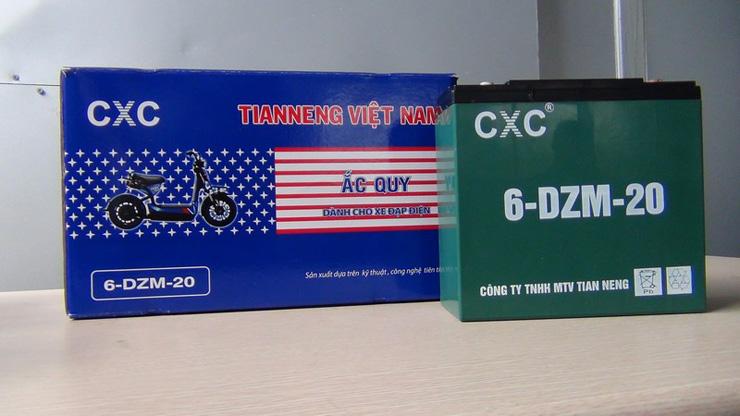 CXC
TIANNENG VIỆT NAM
ẮC QUY
DÀNH CHO XE ĐẠP ĐIỆN
Sản xuất dựa trên kỹ thuật, công nghệ tiên
6-DZM-20
CXC®
6-DZM-20
CÔNG TY TNHH MTV TIAN NENG
Pb